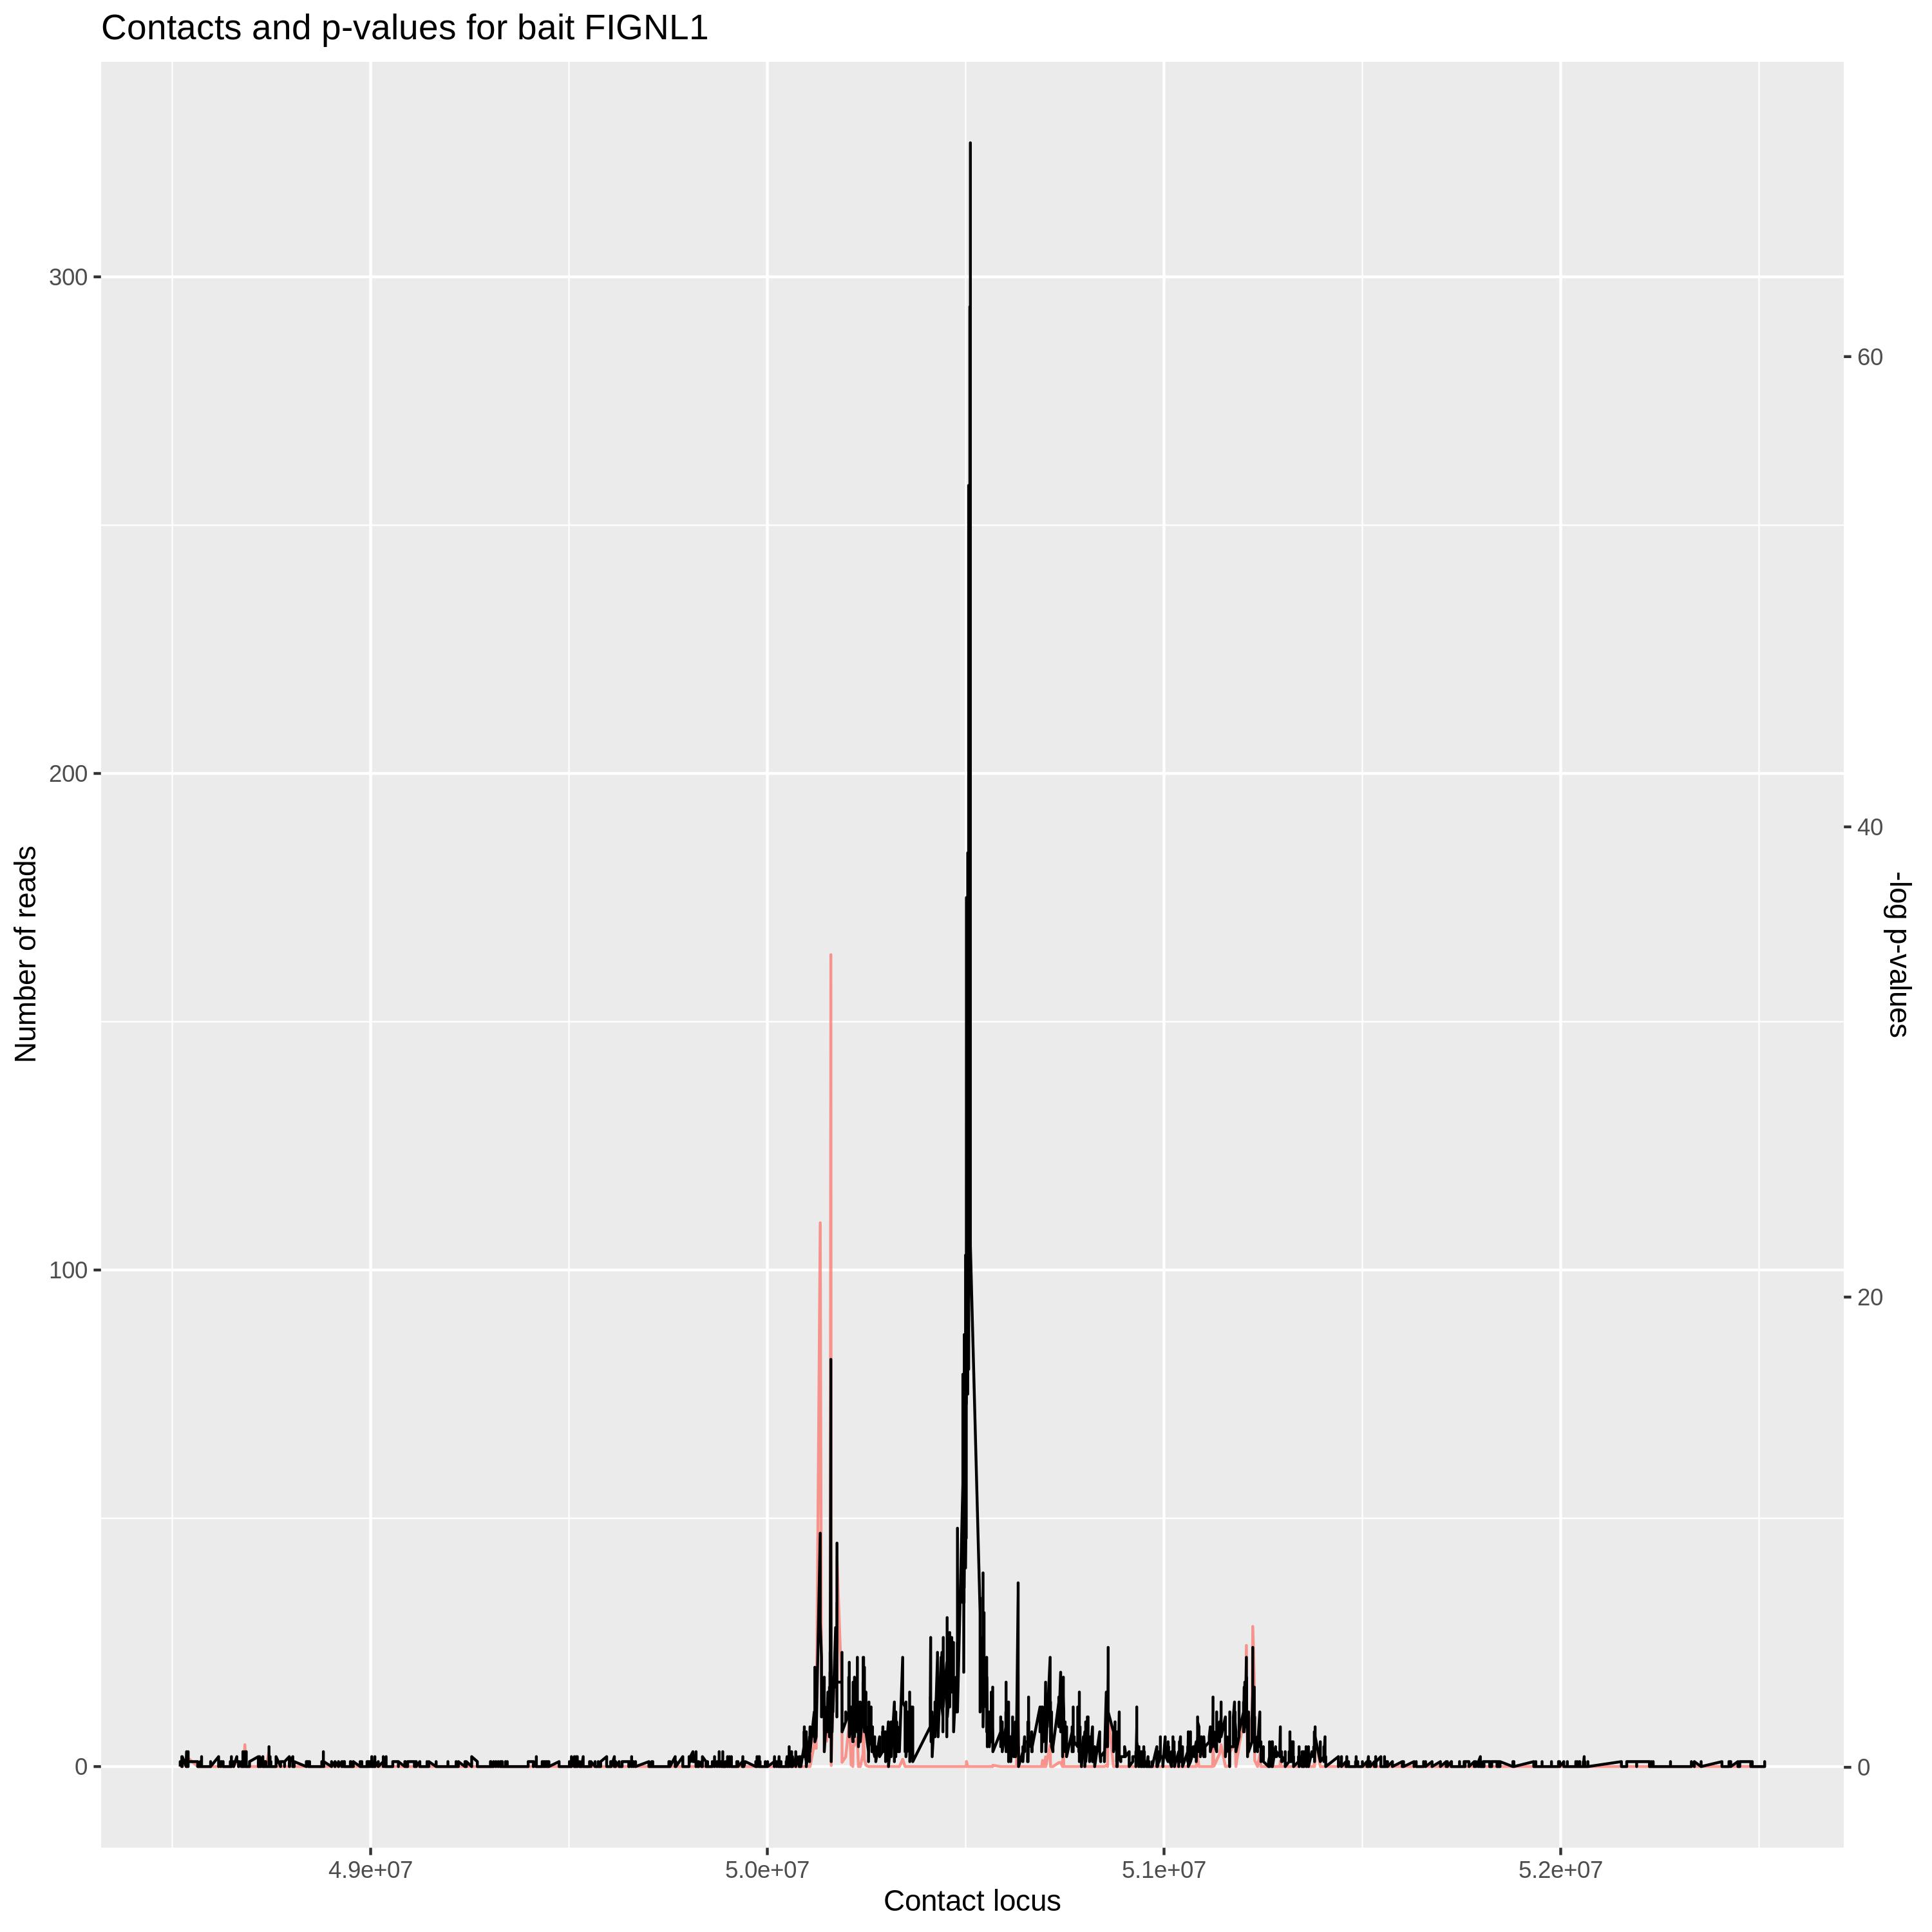 Contacts and p-values for bait FIGNL1
300
200
100
0
Number of reads
60
40
20
0
-log p-values
4.9e+07 5.0e+07 5.1e+07 5.2e+07
Contact locus